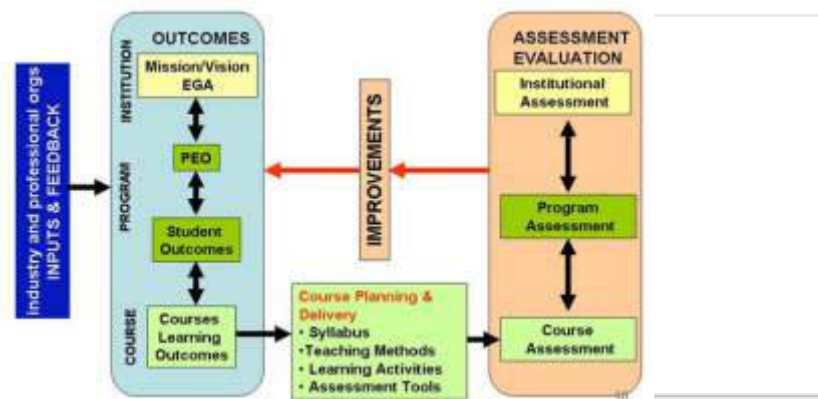 Industry and professional orgs
INPUTS & FEEDBACK
INSTITUTION
PROGRAM
COURSE
OUTCOMES
Mission/Vision
EGA
PEO
Student
Outcomes
Courses
Learning
Outcomes
Course Planning &
Delivery
• Syllabus
•Teaching Methods
• Learning Activities
• Assessment Tools
IMPROVEMENTS
ASSESSMENT
EVALUATION
Institutional
Assessment
Program
Assessment
Course
Assessment